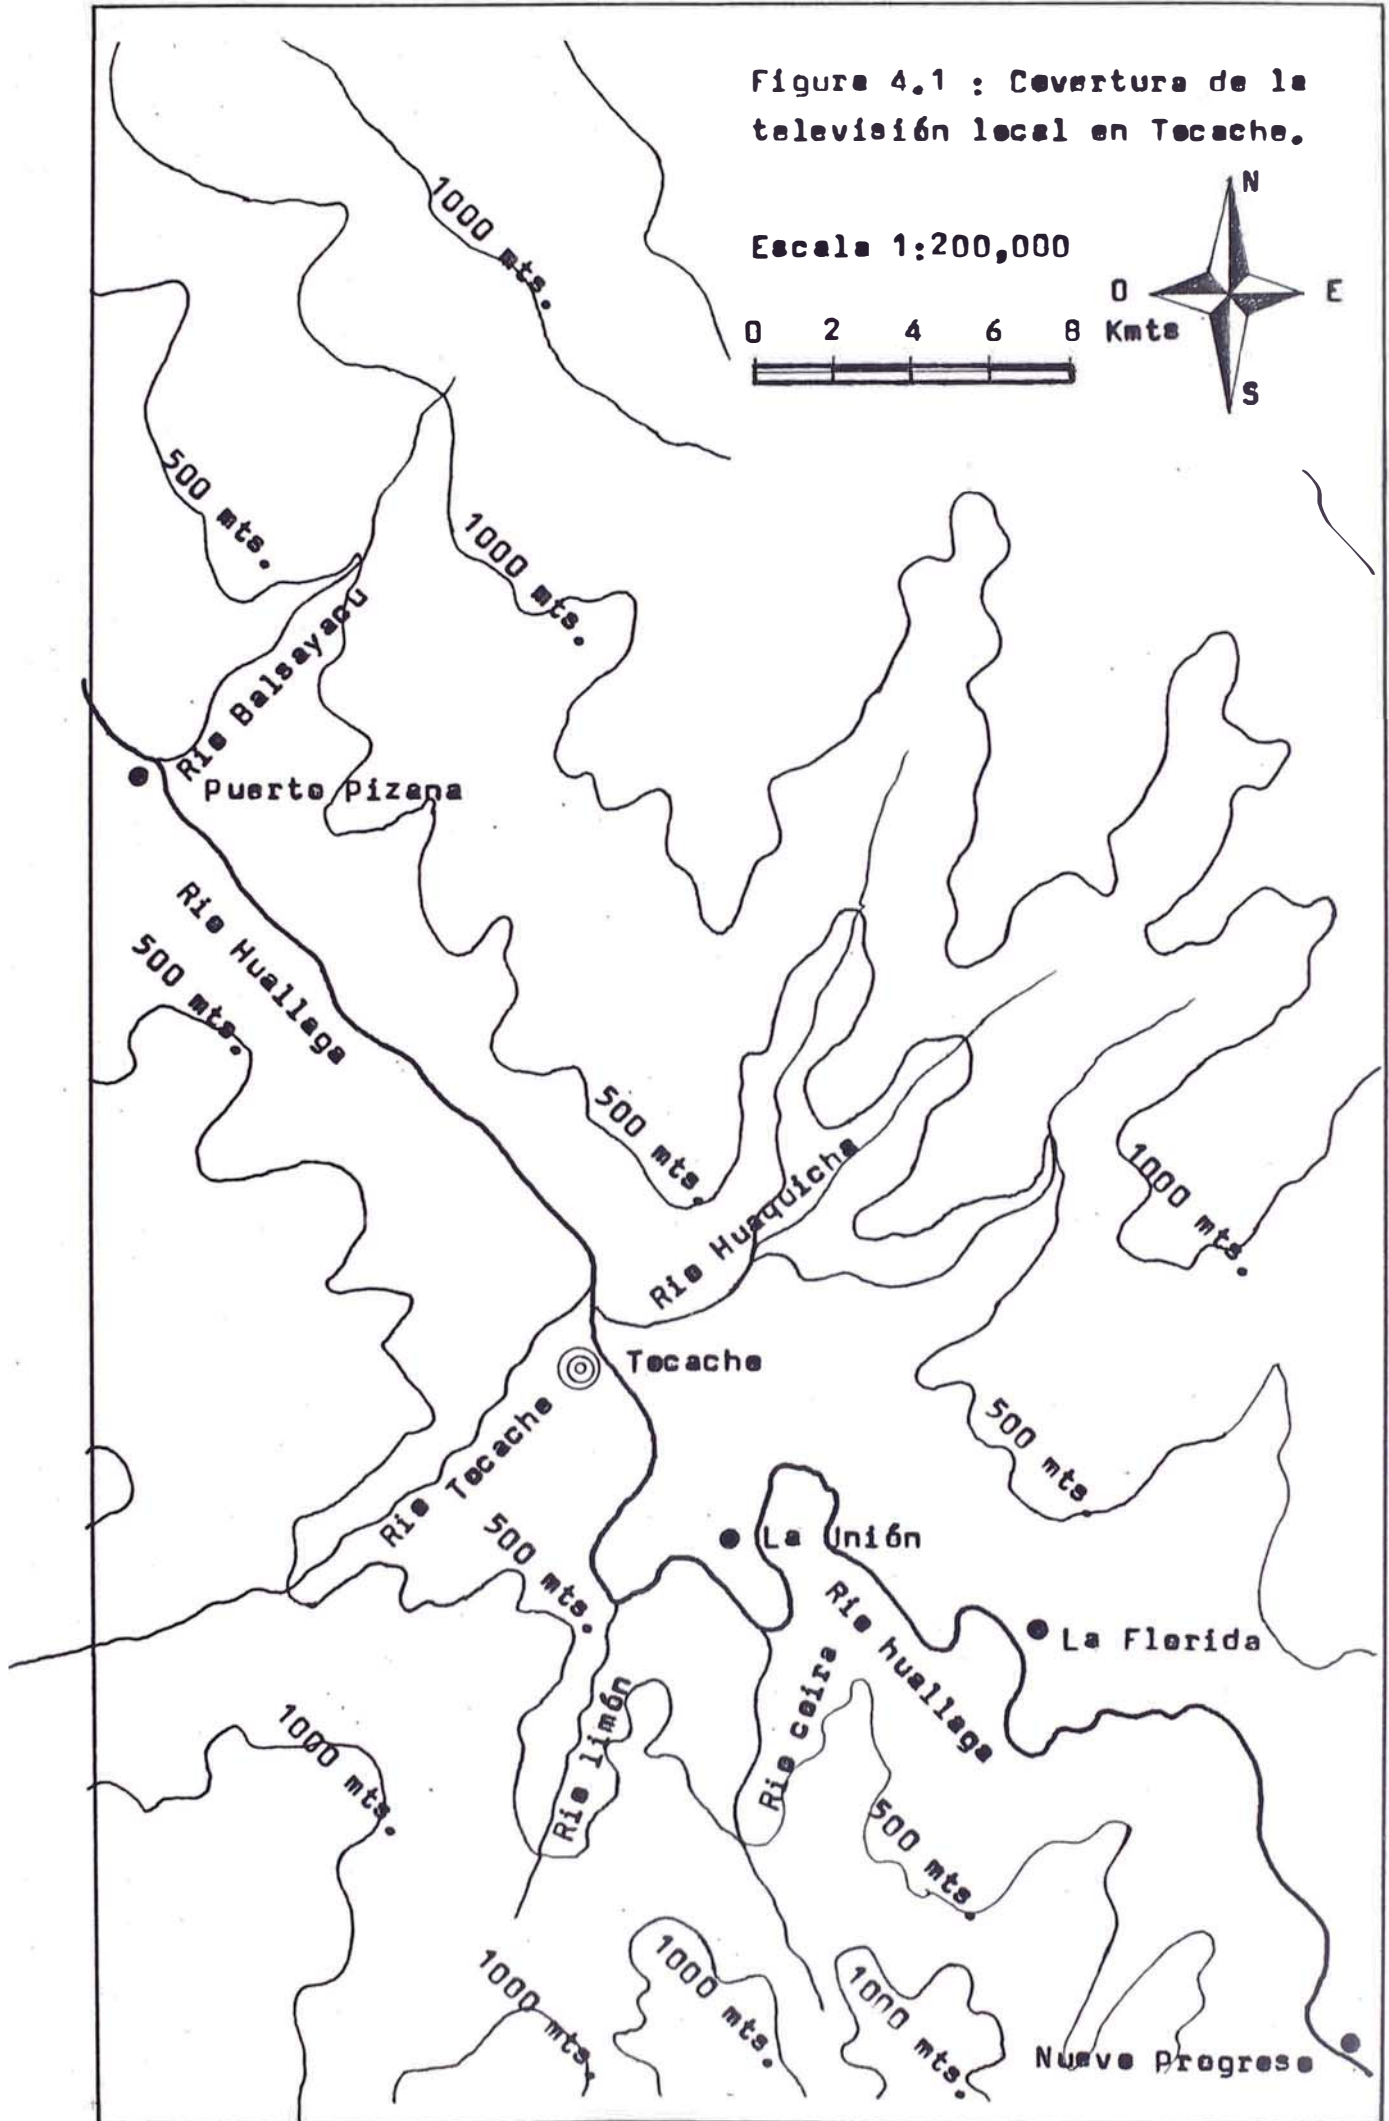 Figura 4.1 : Covertura de la
televisión local en Tocache.
N
Escala 1:200,000
O
E
0 2 4 6 8 Kmts
S
1000 mts.
500 mts.
1000 mts.
Rio Balsayacu
Puerto Pizana
Rio Huallaga
500 mts.
500 mts.
Rio Huaquicha
1000 mts.
Tocache
Rio Tocache
500 mts.
500 mts.
La Unión
Rio huallaga
La Florida
Rio limón
Rio coira
1000 mts.
500 mts.
1000 mts.
1000 mts.
1000 mts.
Nuevo Progreso